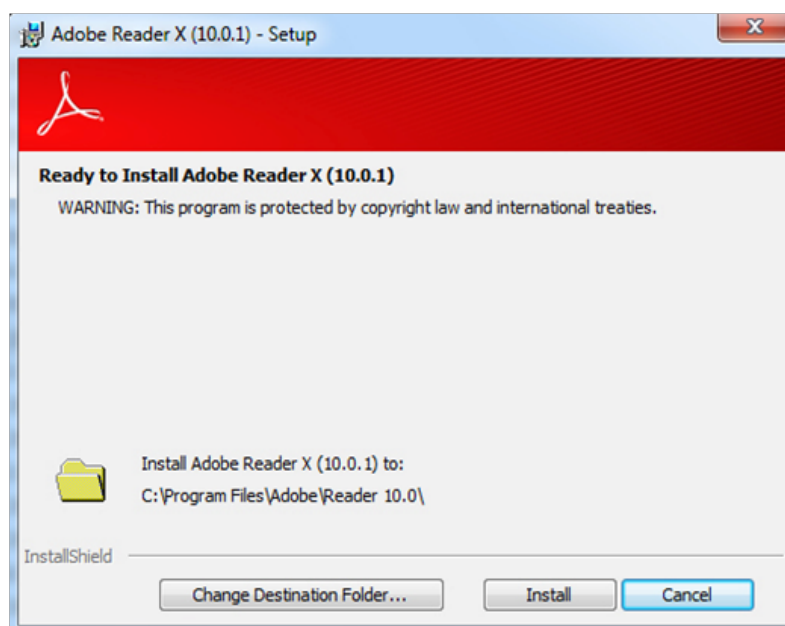 Adobe Reader X (10.0.1) - Setup
Ready to Install Adobe Reader X (10.0.1)
WARNING: This program is protected by copyright law and international treaties.
Install Adobe Reader X (10.0.1) to:
C:\Program Files\Adobe\Reader 10.0\
InstallShield
Change Destination Folder... Install Cancel